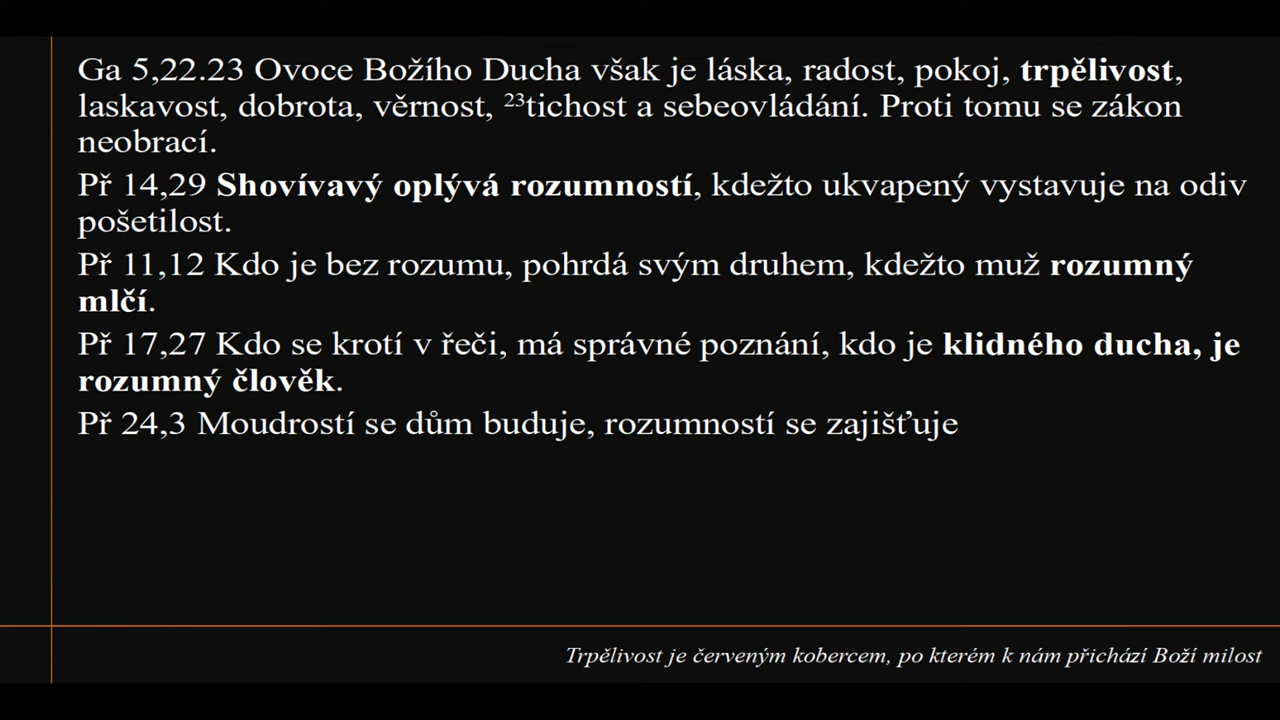 Ga 5,22.23 Ovoce Božího Ducha však je láska, radost, pokoj, trpělivost,
laskavost, dobrota, věrnost, ²³tichost a sebeovládání. Proti tomu se zákon
neobrací.
Př 14,29 Shovívavý oplývá rozumností, kdežto ukvapený vystavuje na odiv
pošetilost.
Př 11,12 Kdo je bez rozumu, pohrdá svým druhem, kdežto muž rozumný
mlčí.
Př 17,27 Kdo se krotí v řeči, má správné poznání, kdo je klidného ducha, je
rozumný člověk.
Př 24,3 Moudrostí se dům buduje, rozumností se zajišťuje
Trpělivost je červeným kobercem, po kterém k nám přichází Boží milost